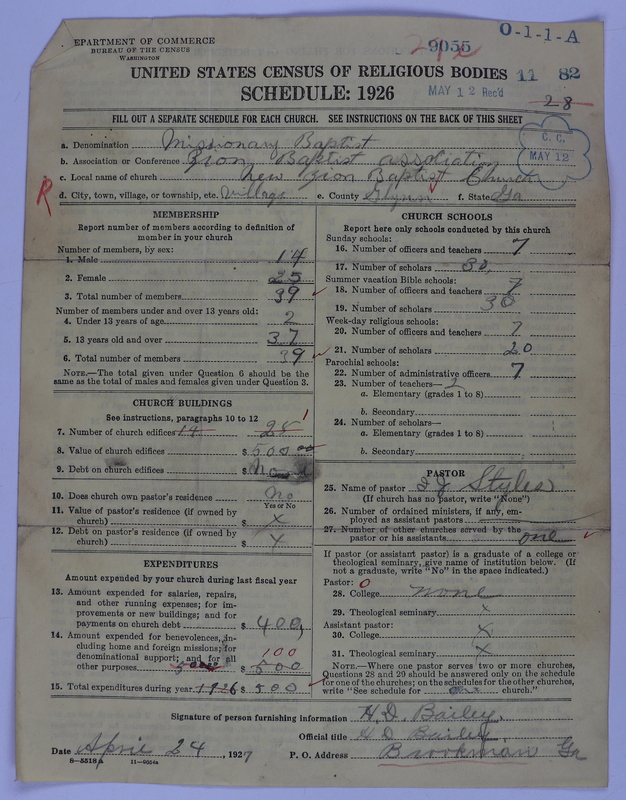 EPARTMENT OF COMMERCE
BUREAU OF THE CENSUS
WASHINGTON
9055
O-1-1-A
UNITED STATES CENSUS OF RELIGIOUS BODIES 11 82
SCHEDULE: 1926
MAY 12 Rec'd
28
FILL OUT A SEPARATE SCHEDULE FOR EACH CHURCH. SEE INSTRUCTIONS ON THE BACK OF THIS SHEET
C. C.
MAY 12
a. Denomination Missionary Baptist
b. Association or Conference Zion Baptist association
c. Local name of church New Zion Baptist Church
R
d. City, town, village, or township, etc. Village e. County Glynn f. State Ga
MEMBERSHIP
Report number of members according to definition of
member in your church
Number of members, by sex:
1. Male 14
2. Female 25
3. Total number of members 39
Number of members under and over 13 years old:
4. Under 13 years of age 2
5. 13 years old and over 37
6. Total number of members 39
NOTE.—The total given under Question 6 should be the
same as the total of males and females given under Question 3.
CHURCH BUILDINGS
See instructions, paragraphs 10 to 12
7. Number of church edifices 14 28 1
8. Value of church edifices $ 500 00
9. Debt on church edifices $
10. Does church own pastor's residence No
Yes or No
11. Value of pastor's residence (if owned by
church) $ X
12. Debt on pastor's residence (if owned by
church) $ X
EXPENDITURES
Amount expended by your church during last fiscal year
13. Amount expended for salaries, repairs,
and other running expenses; for im-
provements or new buildings; and for
payments on church debt $ 400,
14. Amount expended for benevolences, in-
cluding home and foreign missions; for
denominational support; and for all
other purposes $ 500
100
15. Total expenditures during year 1926 $ 500
CHURCH SCHOOLS
Report here only schools conducted by this church
Sunday schools:
16. Number of officers and teachers 7
17. Number of scholars 30,
Summer vacation Bible schools:
18. Number of officers and teachers 7
19. Number of scholars 30
Week-day religious schools:
20. Number of officers and teachers 7
21. Number of scholars 20
Parochial schools:
22. Number of administrative officers 7
23. Number of teachers— 2
a. Elementary (grades 1 to 8)
b. Secondary
24. Number of scholars—
a. Elementary (grades 1 to 8)
b. Secondary
PASTOR
25. Name of pastor J Styles
(If church has no pastor, write "None")
26. Number of ordained ministers, if any, em-
ployed as assistant pastors
27. Number of other churches served by the
pastor or his assistants one
If pastor (or assistant pastor) is a graduate of a college or
theological seminary, give name of institution below. (If
not a graduate, write "No" in the space indicated.)
Pastor: 0
28. College none
29. Theological seminary x
Assistant pastor:
30. College X
31. Theological seminary X
NOTE.—Where one pastor serves two or more churches,
Questions 28 and 29 should be answered only on the schedule
for one of the churches; on the schedules for the other churches,
write "See schedule for church."
Signature of person furnishing information H. D. Bailey
Official title H D Bailey
Date April 24, 1927 P. O. Address Brookman Ga
8—5518 a 11—9054a